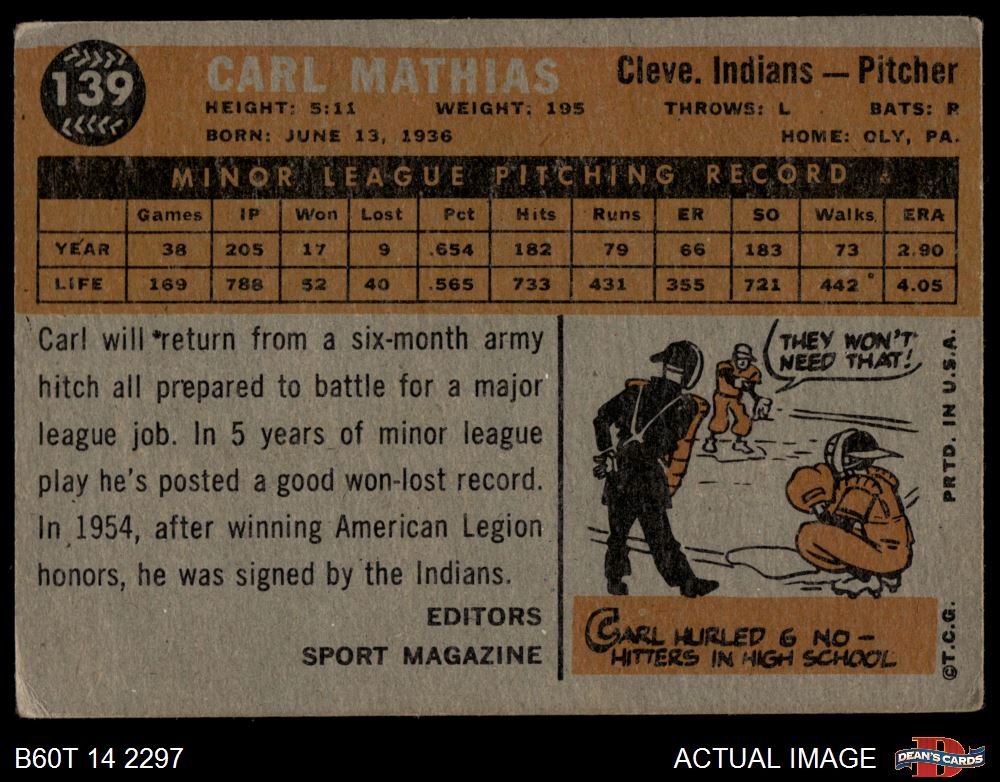 139
CARL MATHIAS
Cleve. Indians — Pitcher
HEIGHT: 5:11 WEIGHT: 195 THROWS: L BATS: R
BORN: JUNE 13, 1936 HOME: OLY, PA.
MINOR LEAGUE PITCHING RECORD
Games IP Won Lost Pct Hits Runs ER SO Walks ERA
YEAR 38 205 17 9 .654 182 79 66 183 73 2.90
LIFE 169 788 52 40 .565 733 431 355 721 442 4.05
Carl will return from a six-month army
hitch all prepared to battle for a major
league job. In 5 years of minor league
play he's posted a good won-lost record.
In 1954, after winning American Legion
honors, he was signed by the Indians.
EDITORS
SPORT MAGAZINE
THEY WON'T
NEED THAT!
CARL HURLED 6 NO-
HITTERS IN HIGH SCHOOL
PRTD. IN U.S.A.
©T.C.G.
B60T 14 2297
ACTUAL IMAGE
DEAN'S CARDS